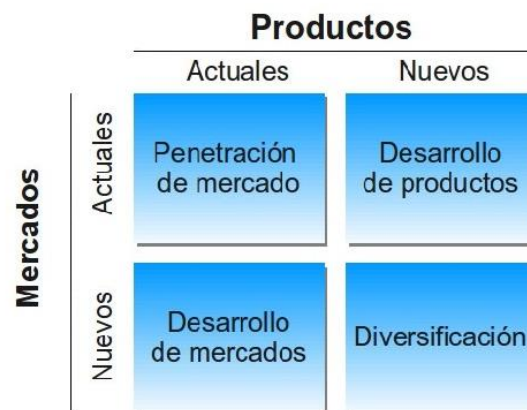 Productos
Actuales
Nuevos
Mercados
Actuales
Penetración
de mercado
Desarrollo
de productos
Nuevos
Desarrollo
de mercados
Diversificación